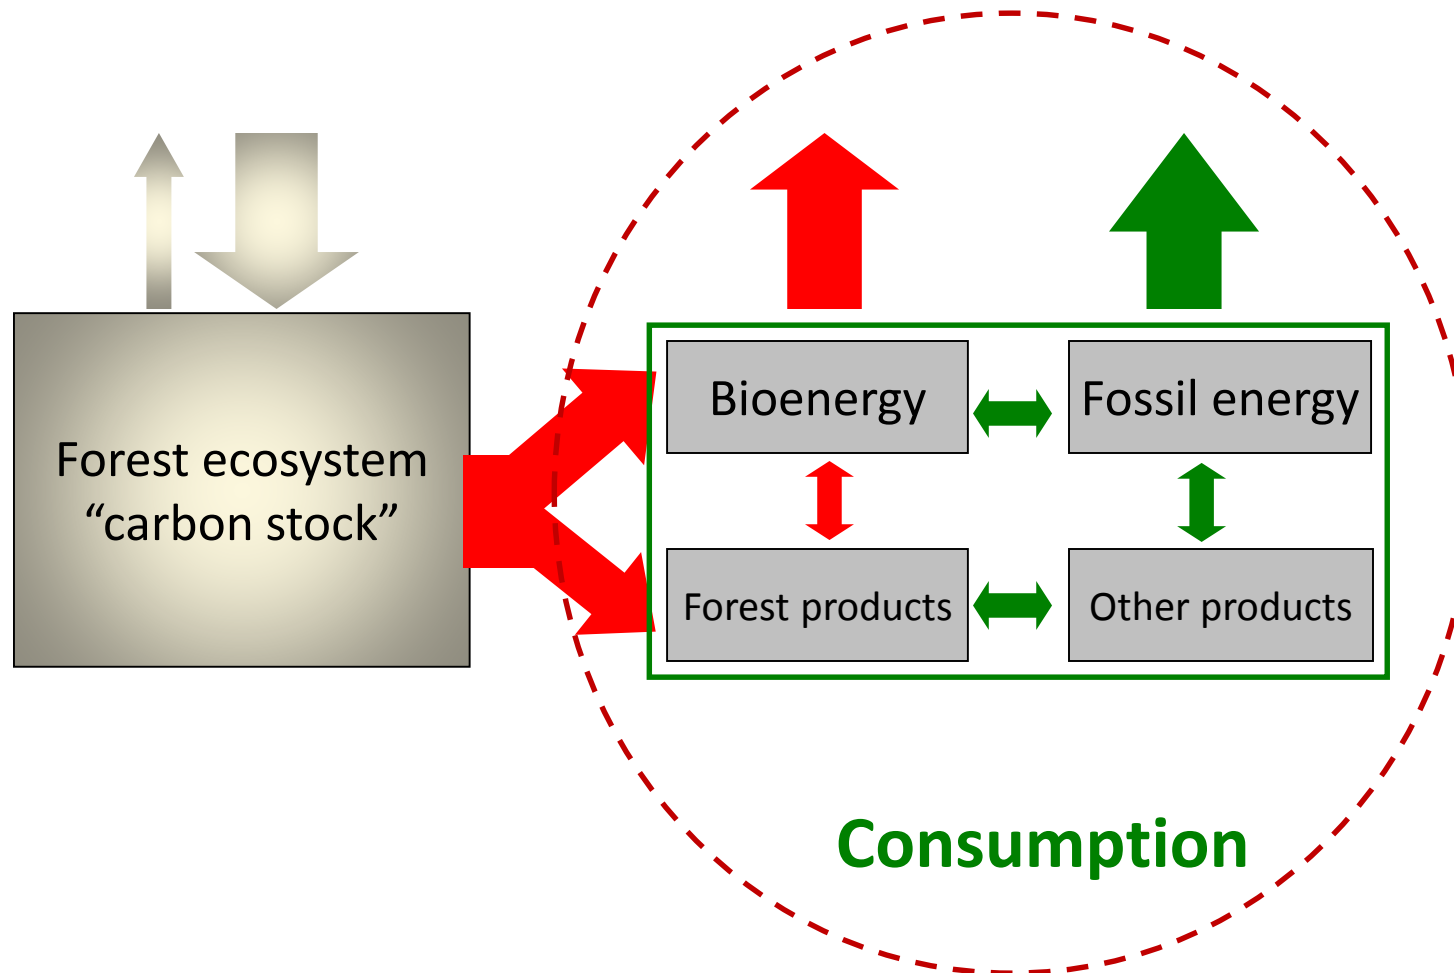 Forest ecosystem
“carbon stock”
Bioenergy
Fossil energy
Forest products
Other products
Consumption